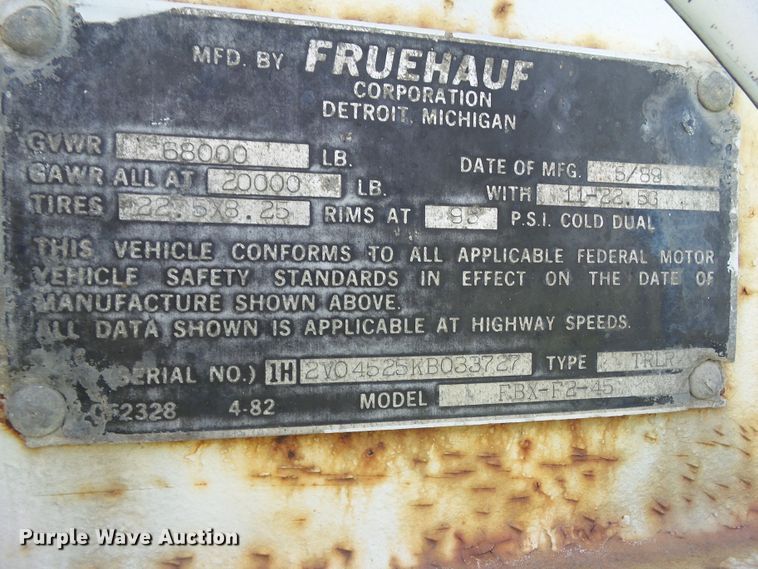 MFD. BY FRUEHAUF
CORPORATION
DETROIT, MICHIGAN
GVWR 68000 LB. DATE OF MFG. 5/89
GAWR ALL AT 20000 LB. WITH 11-22.5G
TIRES 22.5X8.25 RIMS AT 95 P.S.I. COLD DUAL
THIS VEHICLE CONFORMS TO ALL APPLICABLE FEDERAL MOTOR
VEHICLE SAFETY STANDARDS IN EFFECT ON THE DATE OF
MANUFACTURE SHOWN ABOVE.
ALL DATA SHOWN IS APPLICABLE AT HIGHWAY SPEEDS.
(SERIAL NO.) 1H 2V04525KB033727 TYPE TRLR
4-82 MODEL FBX-F2-45
Purple Wave Auction